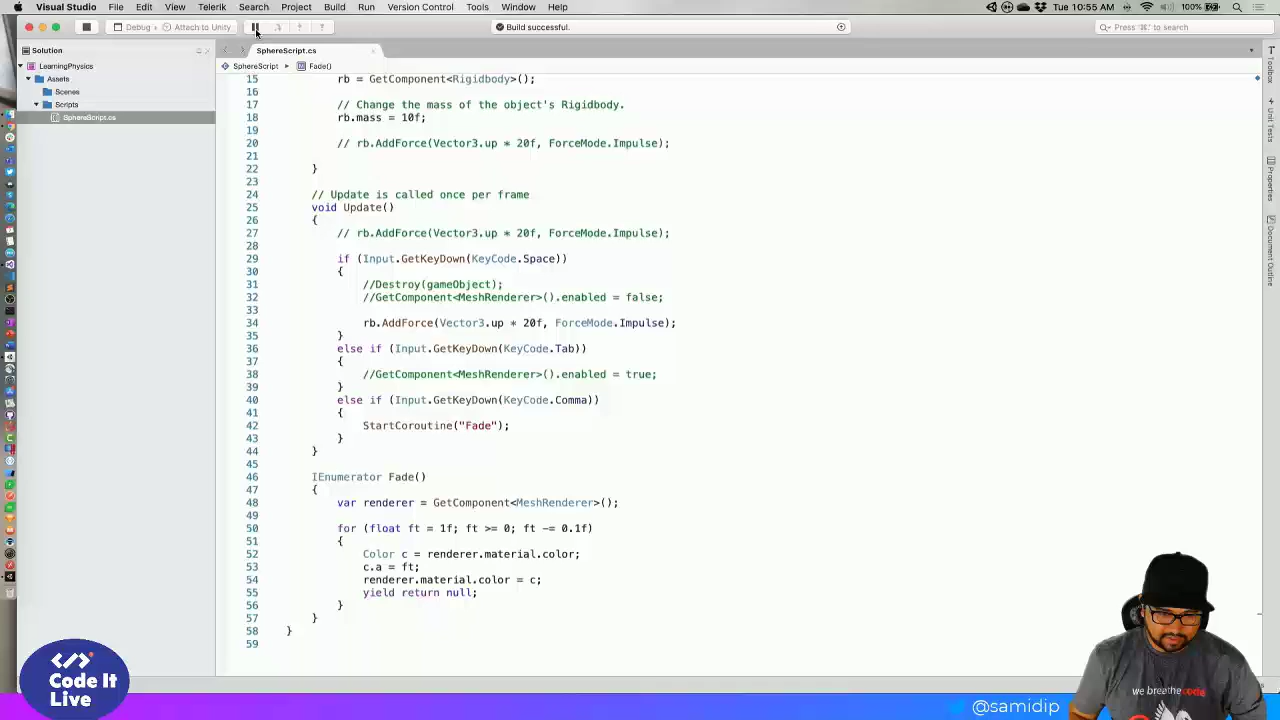 Visual Studio File Edit View Telerik Search Project Build Run Version Control Tools Window Help
100% Tue 10:55 AM
Debug Attach to Unity
Build successful.
Press '⌘.' to search
Solution
SphereScript.cs
SphereScript Fade()
LearningPhysics
Assets
Scenes
Scripts
SphereScript.cs
15 rb = GetComponent<Rigidbody>();
16
17 // Change the mass of the object's Rigidbody.
18 rb.mass = 10f;
19
20 // rb.AddForce(Vector3.up * 20f, ForceMode.Impulse);
21
22 }
23
24 // Update is called once per frame
25 void Update()
26 {
27 // rb.AddForce(Vector3.up * 20f, ForceMode.Impulse);
28
29 if (Input.GetKeyDown(KeyCode.Space))
30 {
31 //Destroy(gameObject);
32 //GetComponent<MeshRenderer>().enabled = false;
33
34 rb.AddForce(Vector3.up * 20f, ForceMode.Impulse);
35 }
36 else if (Input.GetKeyDown(KeyCode.Tab))
37 {
38 //GetComponent<MeshRenderer>().enabled = true;
39 }
40 else if (Input.GetKeyDown(KeyCode.Comma))
41 {
42 StartCoroutine("Fade");
43 }
44 }
45
46 IEnumerator Fade()
47 {
48 var renderer = GetComponent<MeshRenderer>();
49
50 for (float ft = 1f; ft >= 0; ft -= 0.1f)
51 {
52 Color c = renderer.material.color;
53 c.a = ft;
54 renderer.material.color = c;
55 yield return null;
56 }
57 }
58 }
59
Toolbox
Unit Tests
Properties
Document Outline
Code It
Live
we breathe code
@samidip